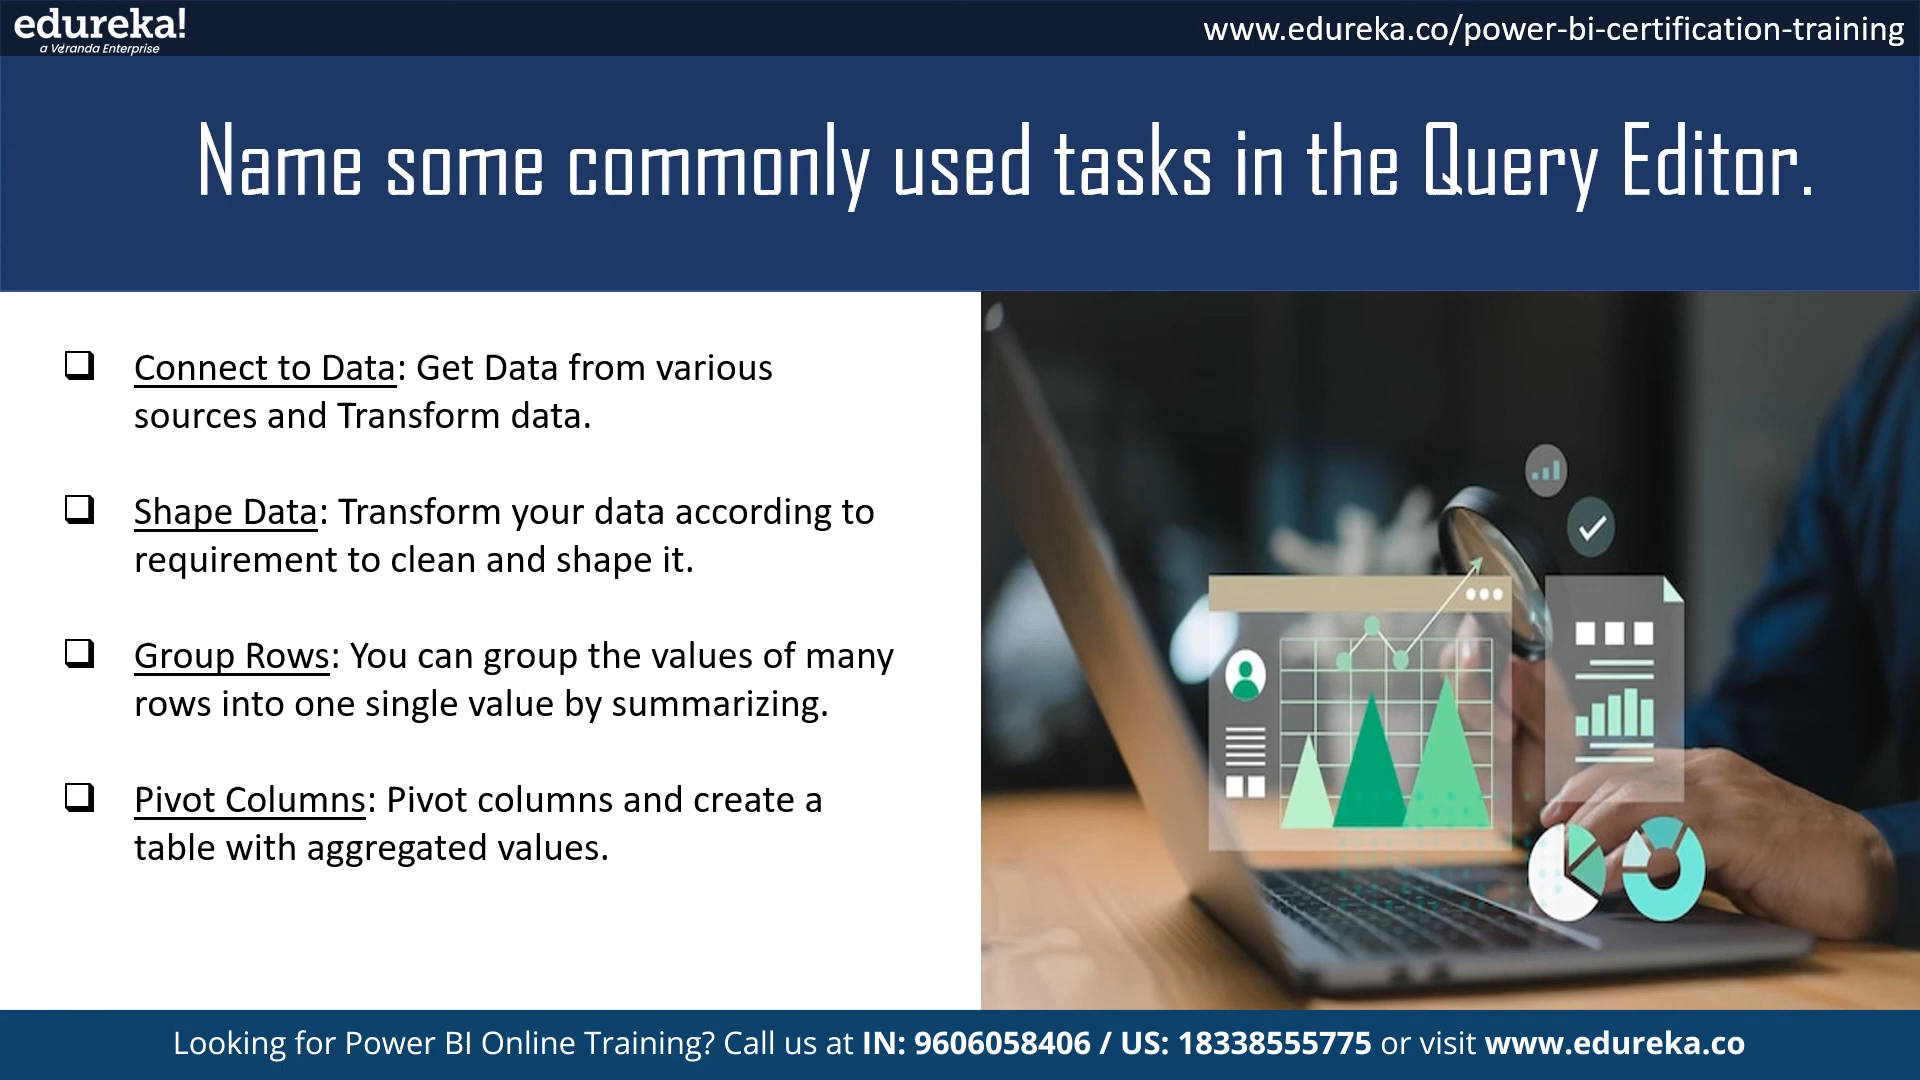 edureka!
a Veranda Enterprise
www.edureka.co/power-bi-certification-training
Name some commonly used tasks in the Query Editor.
Connect to Data: Get Data from various
sources and Transform data.
Shape Data: Transform your data according to
requirement to clean and shape it.
Group Rows: You can group the values of many
rows into one single value by summarizing.
Pivot Columns: Pivot columns and create a
table with aggregated values.
Looking for Power BI Online Training? Call us at IN: 9606058406 / US: 18338555775 or visit www.edureka.co